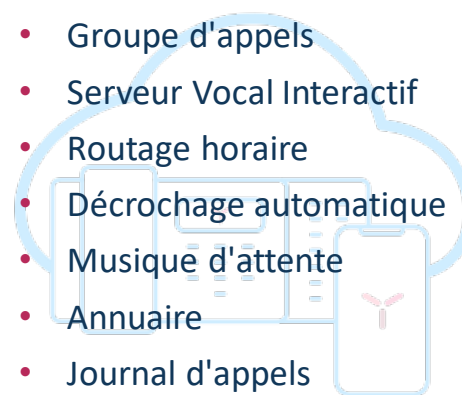 • Groupe d'appels
• Serveur Vocal Interactif
• Routage horaire
• Décrochage automatique
• Musique d'attente
• Annuaire
• Journal d'appels